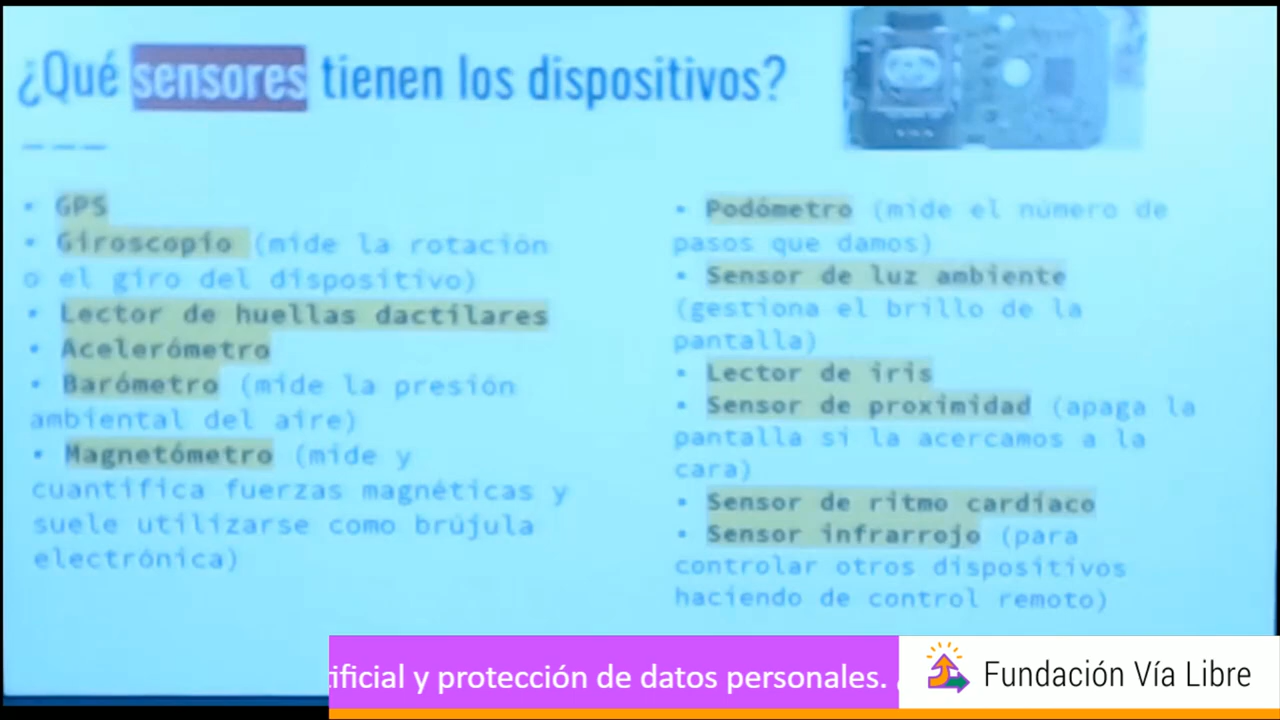 ¿Qué sensores tienen los dispositivos?
• GPS
• Giroscopio (mide la rotación
o el giro del dispositivo)
• Lector de huellas dactilares
• Acelerómetro
• Barómetro (mide la presión
ambiental del aire)
• Magnetómetro (mide y
cuantifica fuerzas magnéticas y
suele utilizarse como brújula
electrónica)
• Podómetro (mide el número de
pasos que damos)
• Sensor de luz ambiente
(gestiona el brillo de la
pantalla)
• Lector de iris
• Sensor de proximidad (apaga la
pantalla si la acercamos a la
cara)
• Sensor de ritmo cardíaco
• Sensor infrarrojo (para
controlar otros dispositivos
haciendo de control remoto)
tificial y protección de datos personales. ¿
Fundación Vía Libre